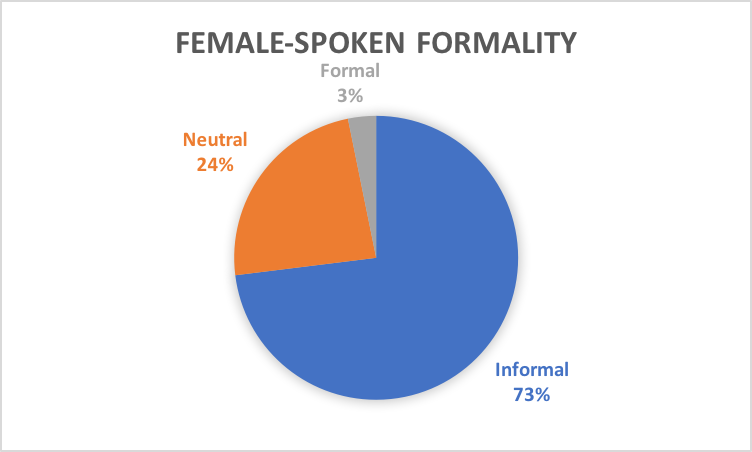 FEMALE-SPOKEN FORMALITY
Formal
3%
Neutral
24%
Informal
73%